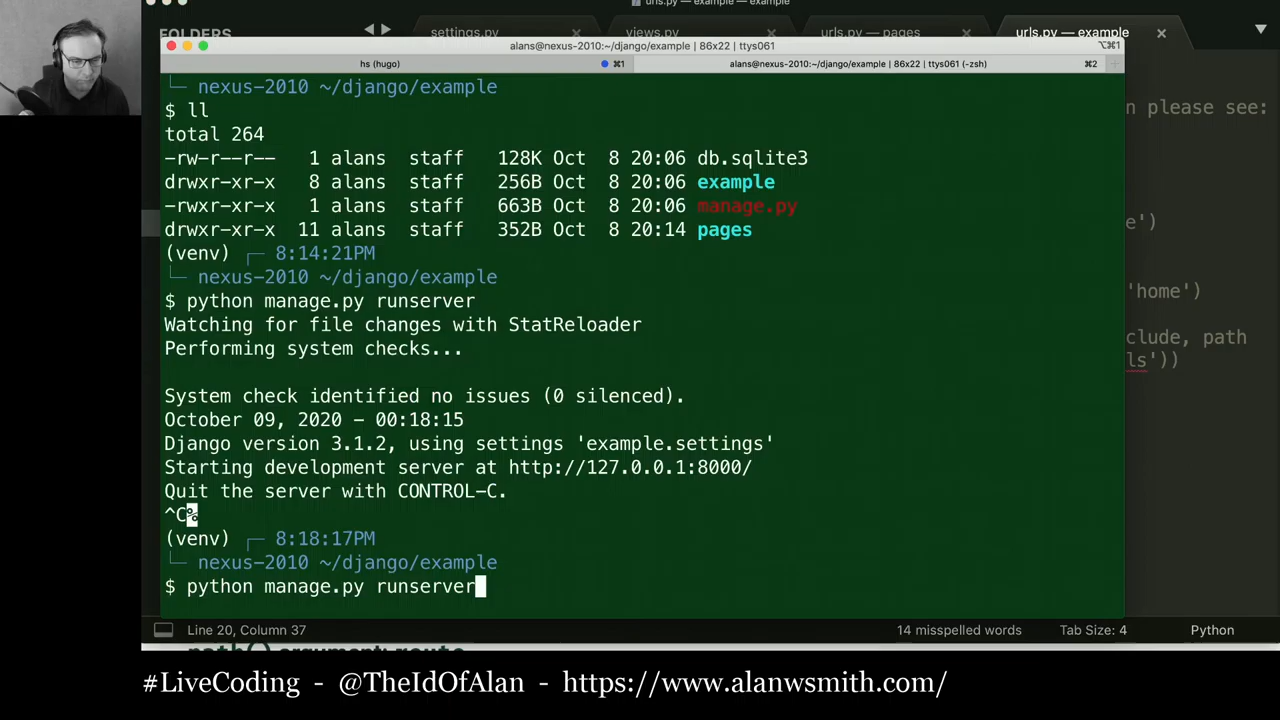 urls.py — example — example
FOLDERS
settings.py
views.py
urls.py — pages
urls.py — example
alans@nexus-2010:~/django/example | 86x22 | ttys061
⌥⌘1
hs (hugo)
⌘1
alans@nexus-2010:~/django/example | 86x22 | ttys061 (-zsh)
⌘2
└─ nexus-2010 ~/django/example
$ ll
total 264
-rw-r--r-- 1 alans staff 128K Oct 8 20:06 db.sqlite3
drwxr-xr-x 8 alans staff 256B Oct 8 20:06 example
-rwxr-xr-x 1 alans staff 663B Oct 8 20:06 manage.py
drwxr-xr-x 11 alans staff 352B Oct 8 20:14 pages
(venv) ┌─ 8:14:21PM
└─ nexus-2010 ~/django/example
$ python manage.py runserver
Watching for file changes with StatReloader
Performing system checks...
System check identified no issues (0 silenced).
October 09, 2020 - 00:18:15
Django version 3.1.2, using settings 'example.settings'
Starting development server at http://127.0.0.1:8000/
Quit the server with CONTROL-C.
^C%
(venv) ┌─ 8:18:17PM
└─ nexus-2010 ~/django/example
$ python manage.py runserver
n please see:
e')
'home')
clude, path
ls'))
Line 20, Column 37
14 misspelled words
Tab Size: 4
Python
path() argument: route
#LiveCoding - @TheIdOfAlan - https://www.alanwsmith.com/